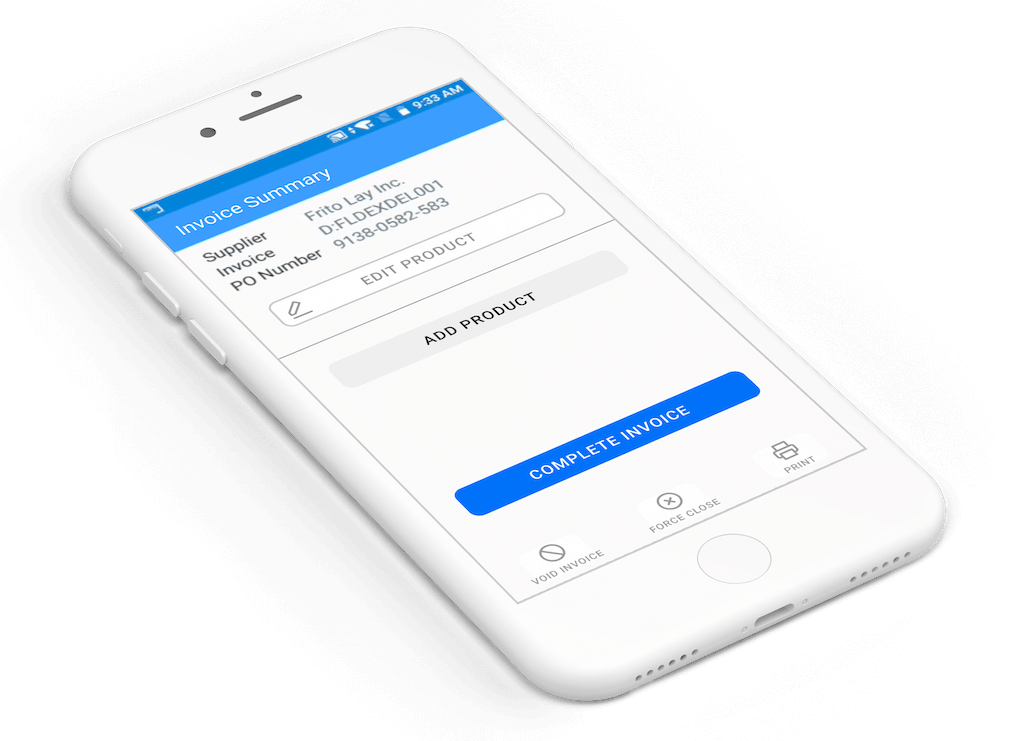 9:33 AM
Invoice Summary
Supplier Frito Lay Inc.
Invoice D:FLDEXDEL001
PO Number 9138-0582-583
EDIT PRODUCT
ADD PRODUCT
COMPLETE INVOICE
VOID INVOICE
FORCE CLOSE
PRINT